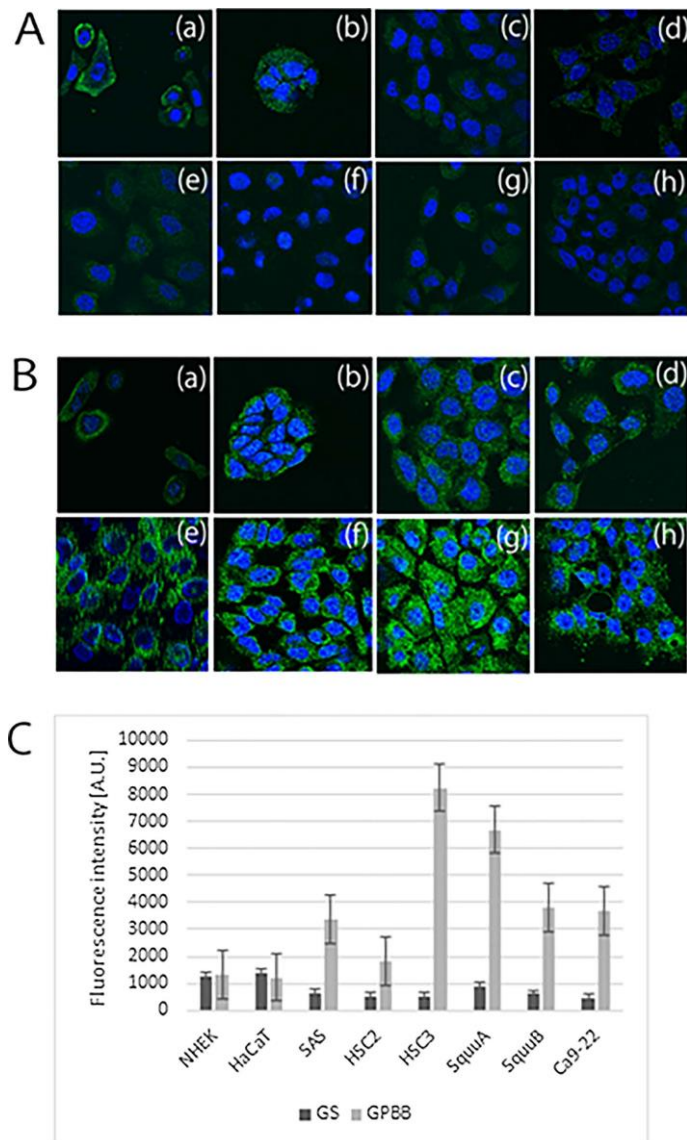 A
(a) (b) (c) (d)
(e) (f) (g) (h)
B
(a) (b) (c) (d)
(e) (f) (g) (h)
C
Fluorescence intensity [A.U.]
10000
9000
8000
7000
6000
5000
4000
3000
2000
1000
0
NHEK HaCaT SAS HSC2 HSC3 SquuA SquuB Ca9-22
GS GPBB